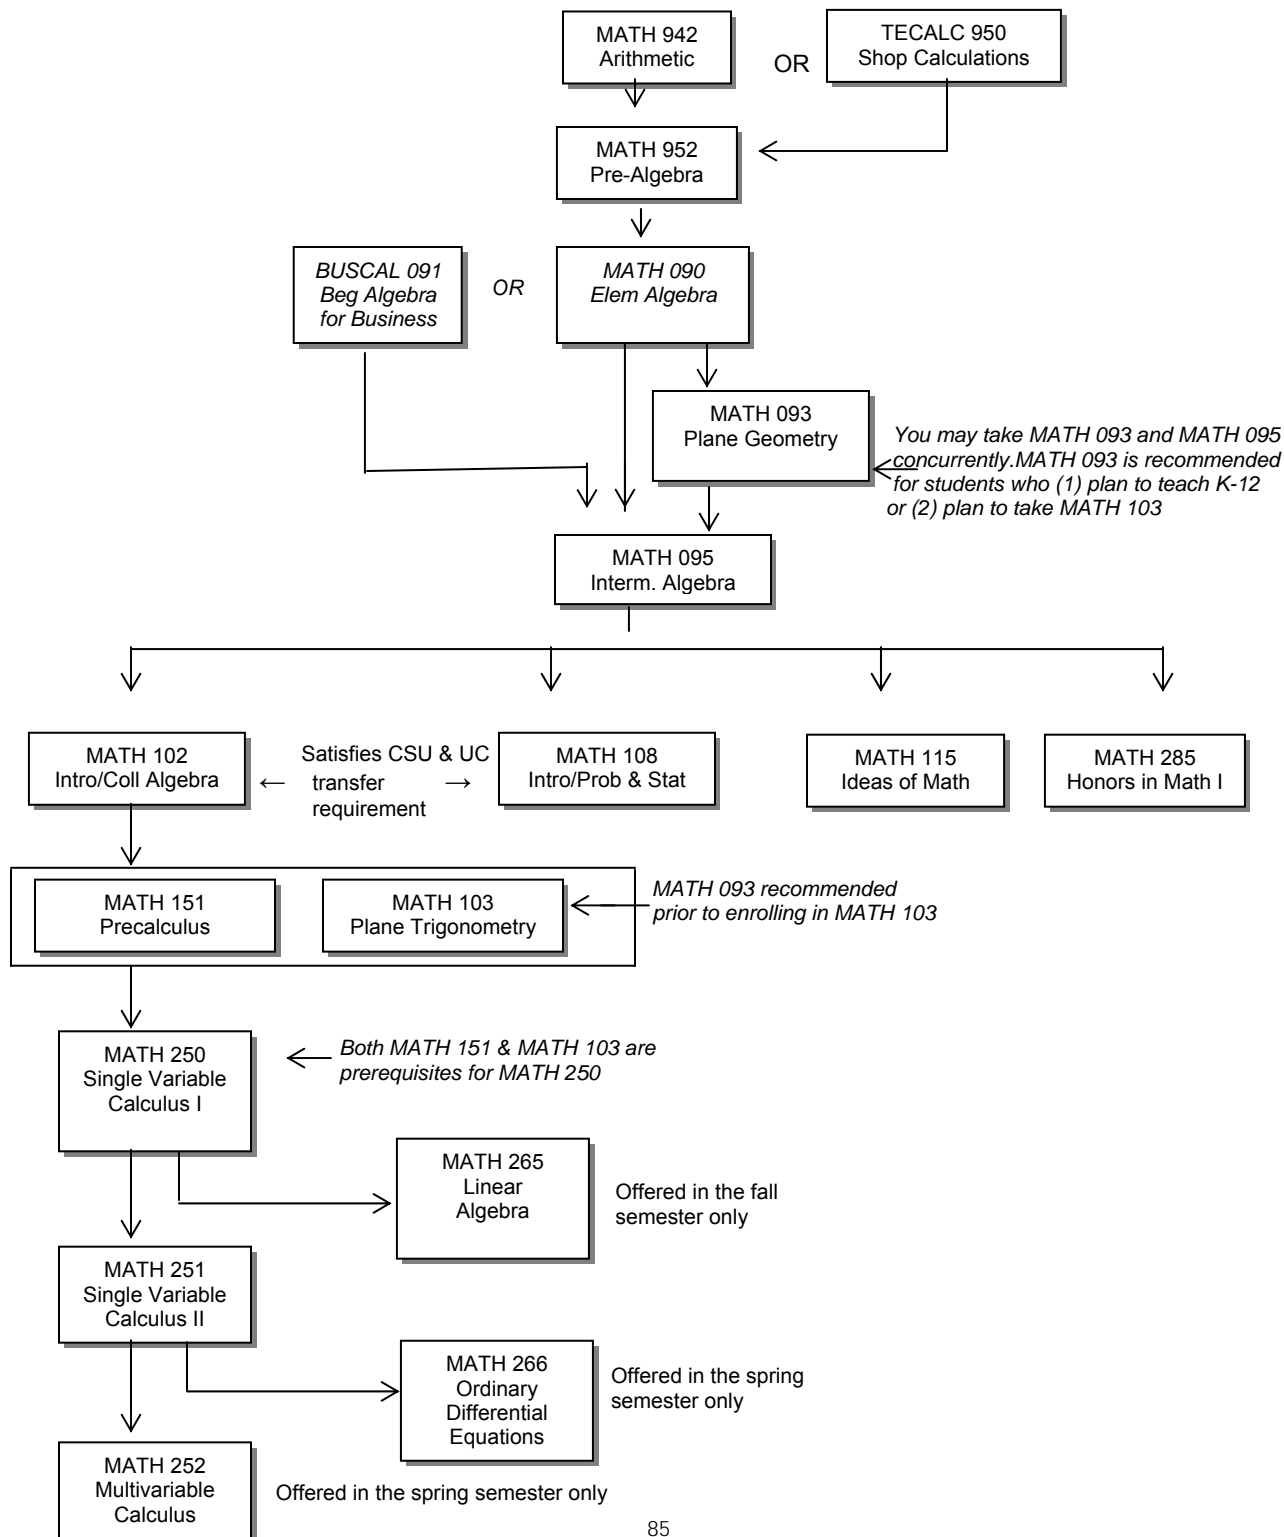 MATH 942
Arithmetic
OR
TECALC 950
Shop Calculations
MATH 952
Pre-Algebra
BUSCAL 091
Beg Algebra
for Business
OR
MATH 090
Elem Algebra
MATH 093
Plane Geometry
You may take MATH 093 and MATH 095
concurrently.MATH 093 is recommended
for students who (1) plan to teach K-12
or (2) plan to take MATH 103
MATH 095
Interm. Algebra
MATH 102
Intro/Coll Algebra
Satisfies CSU & UC
← transfer →
requirement
MATH 108
Intro/Prob & Stat
MATH 115
Ideas of Math
MATH 285
Honors in Math I
MATH 151
Precalculus
MATH 103
Plane Trigonometry
MATH 093 recommended
prior to enrolling in MATH 103
MATH 250
Single Variable
Calculus I
Both MATH 151 & MATH 103 are
prerequisites for MATH 250
MATH 265
Linear
Algebra
Offered in the fall
semester only
MATH 251
Single Variable
Calculus II
MATH 266
Ordinary
Differential
Equations
Offered in the spring
semester only
MATH 252
Multivariable
Calculus
Offered in the spring semester only
85